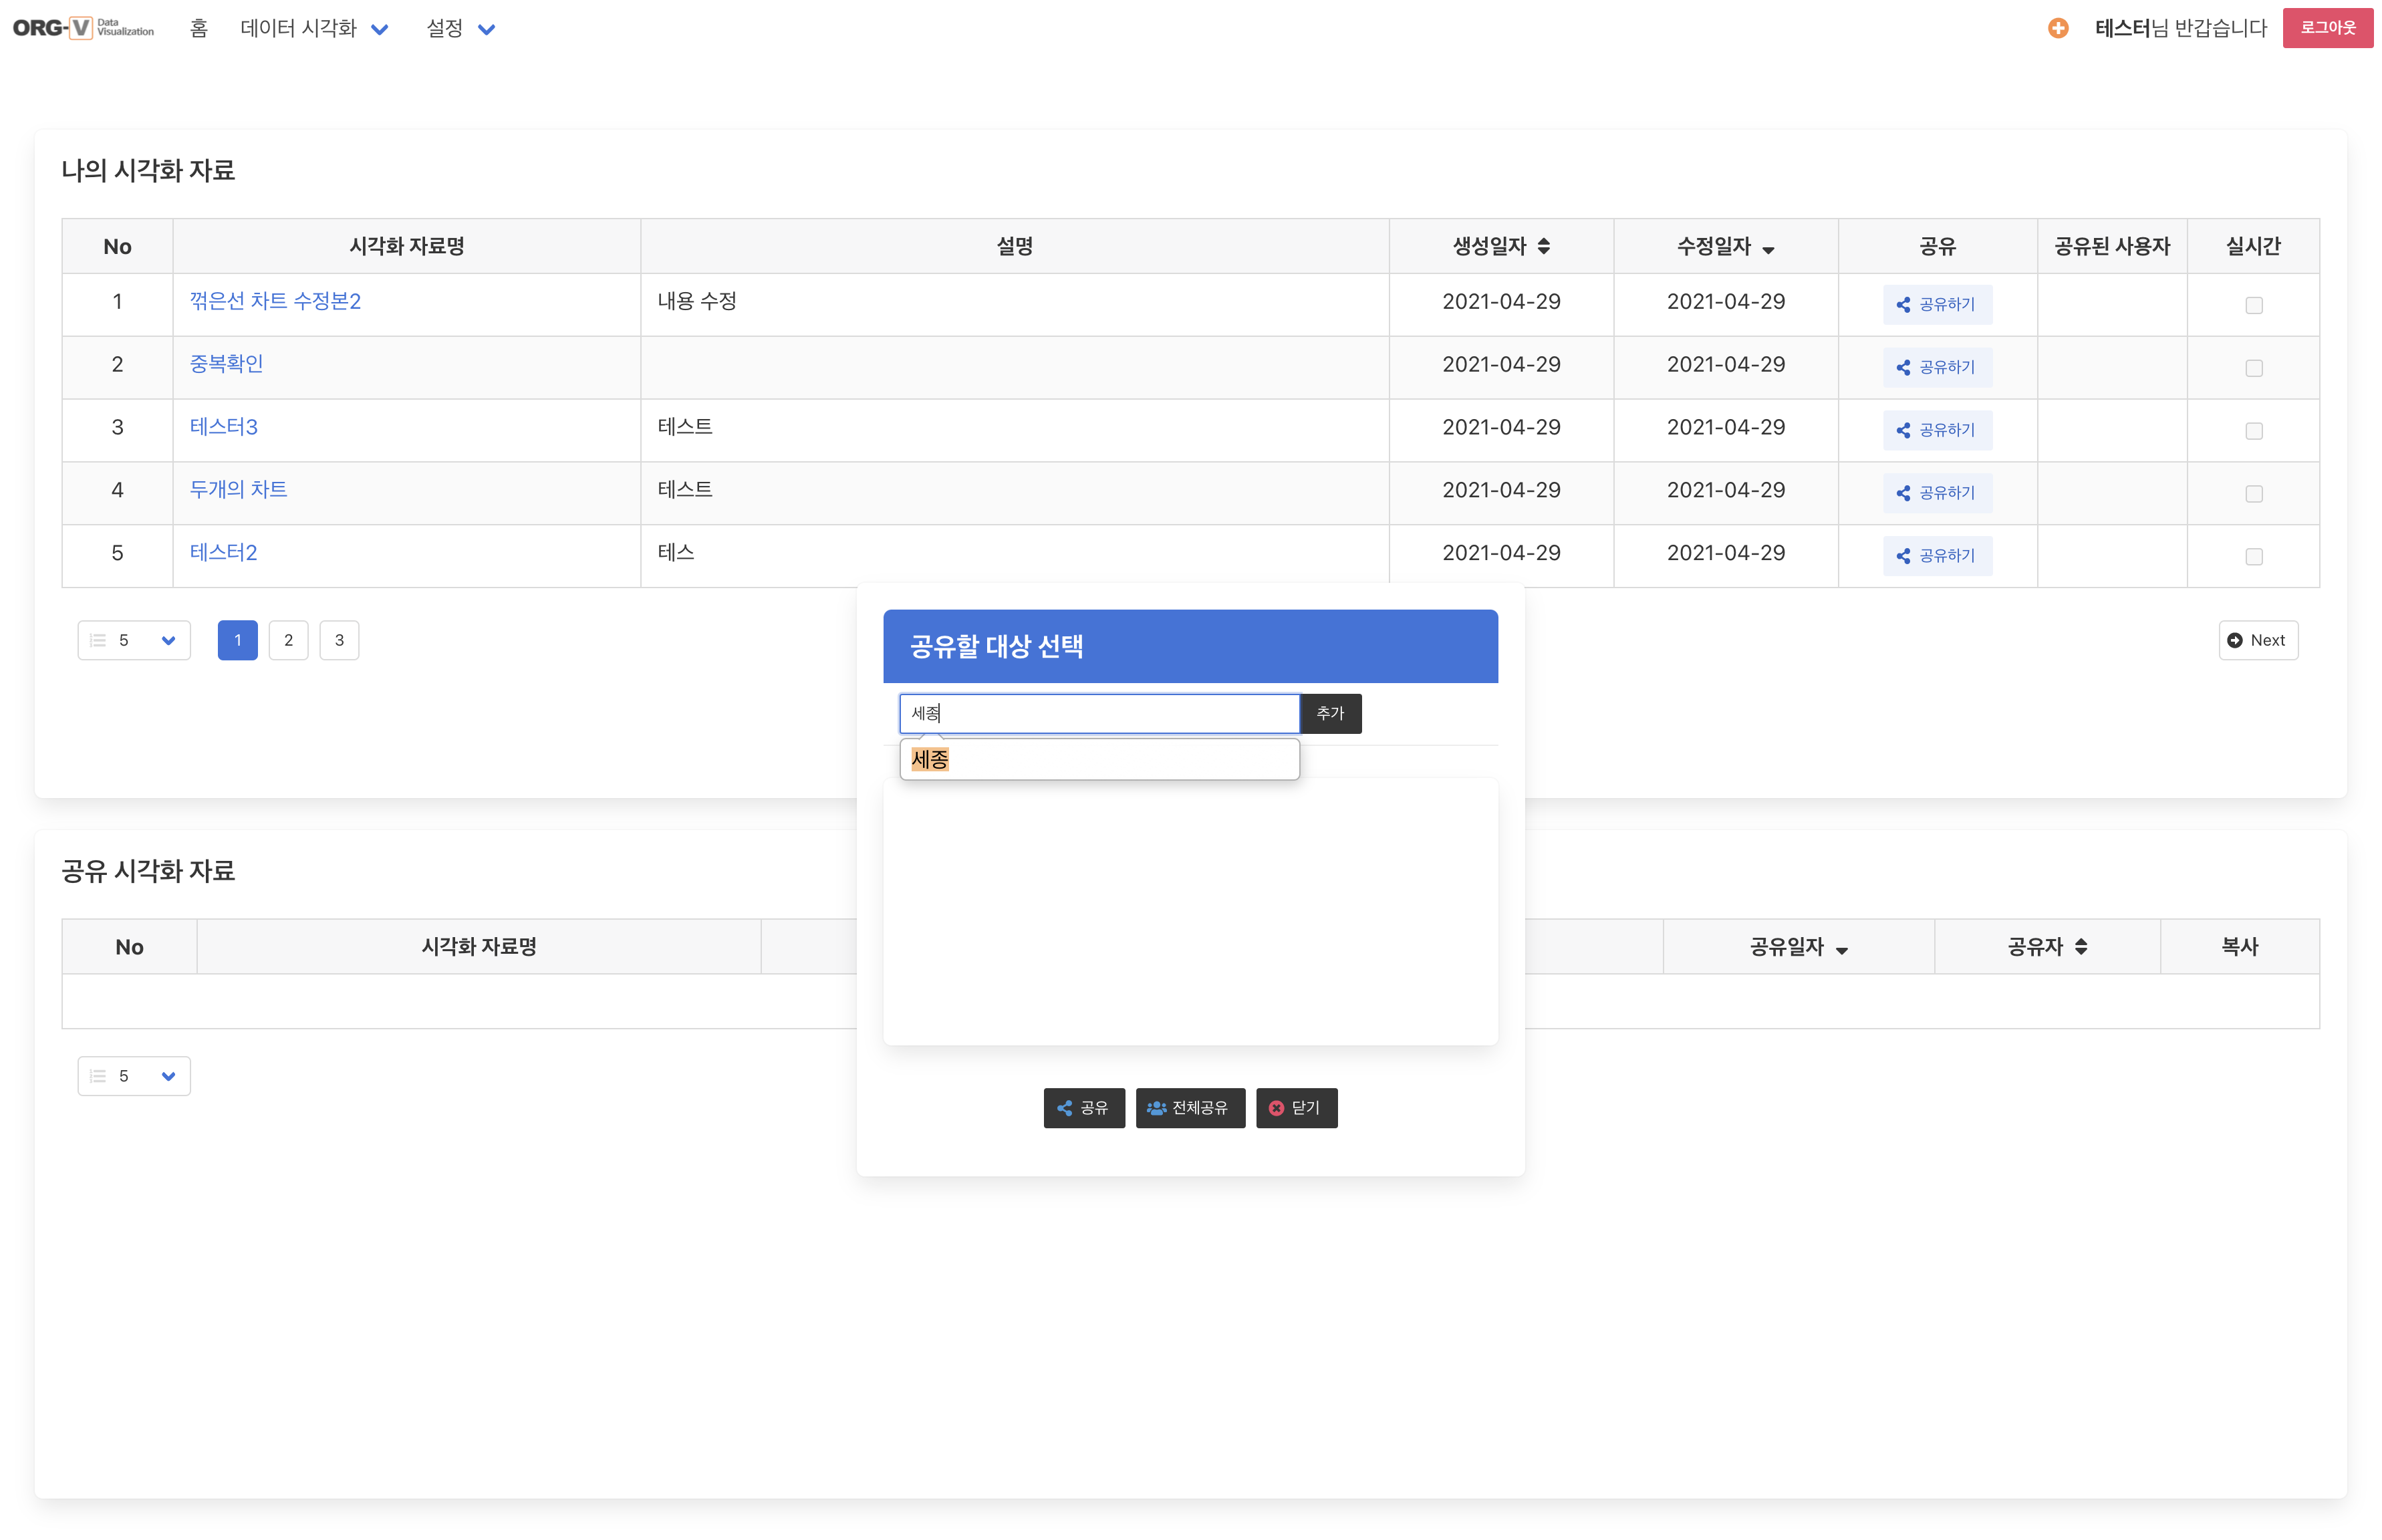 ORG-V Data Visualization 홈 데이터 시각화 설정 테스터님 반갑습니다 로그아웃
나의 시각화 자료
No 시각화 자료명 설명 생성일자 수정일자 공유 공유된 사용자 실시간
1 꺾은선 차트 수정본2 내용 수정 2021-04-29 2021-04-29 공유하기
2 중복확인 2021-04-29 2021-04-29 공유하기
3 테스터3 테스트 2021-04-29 2021-04-29 공유하기
4 두개의 차트 테스트 2021-04-29 2021-04-29 공유하기
5 테스터2 테스 2021-04-29 2021-04-29 공유하기
5 1 2 3 Next
공유할 대상 선택
세종 추가
세종
공유 시각화 자료
No 시각화 자료명 공유일자 공유자 복사
5
공유 전체공유 닫기